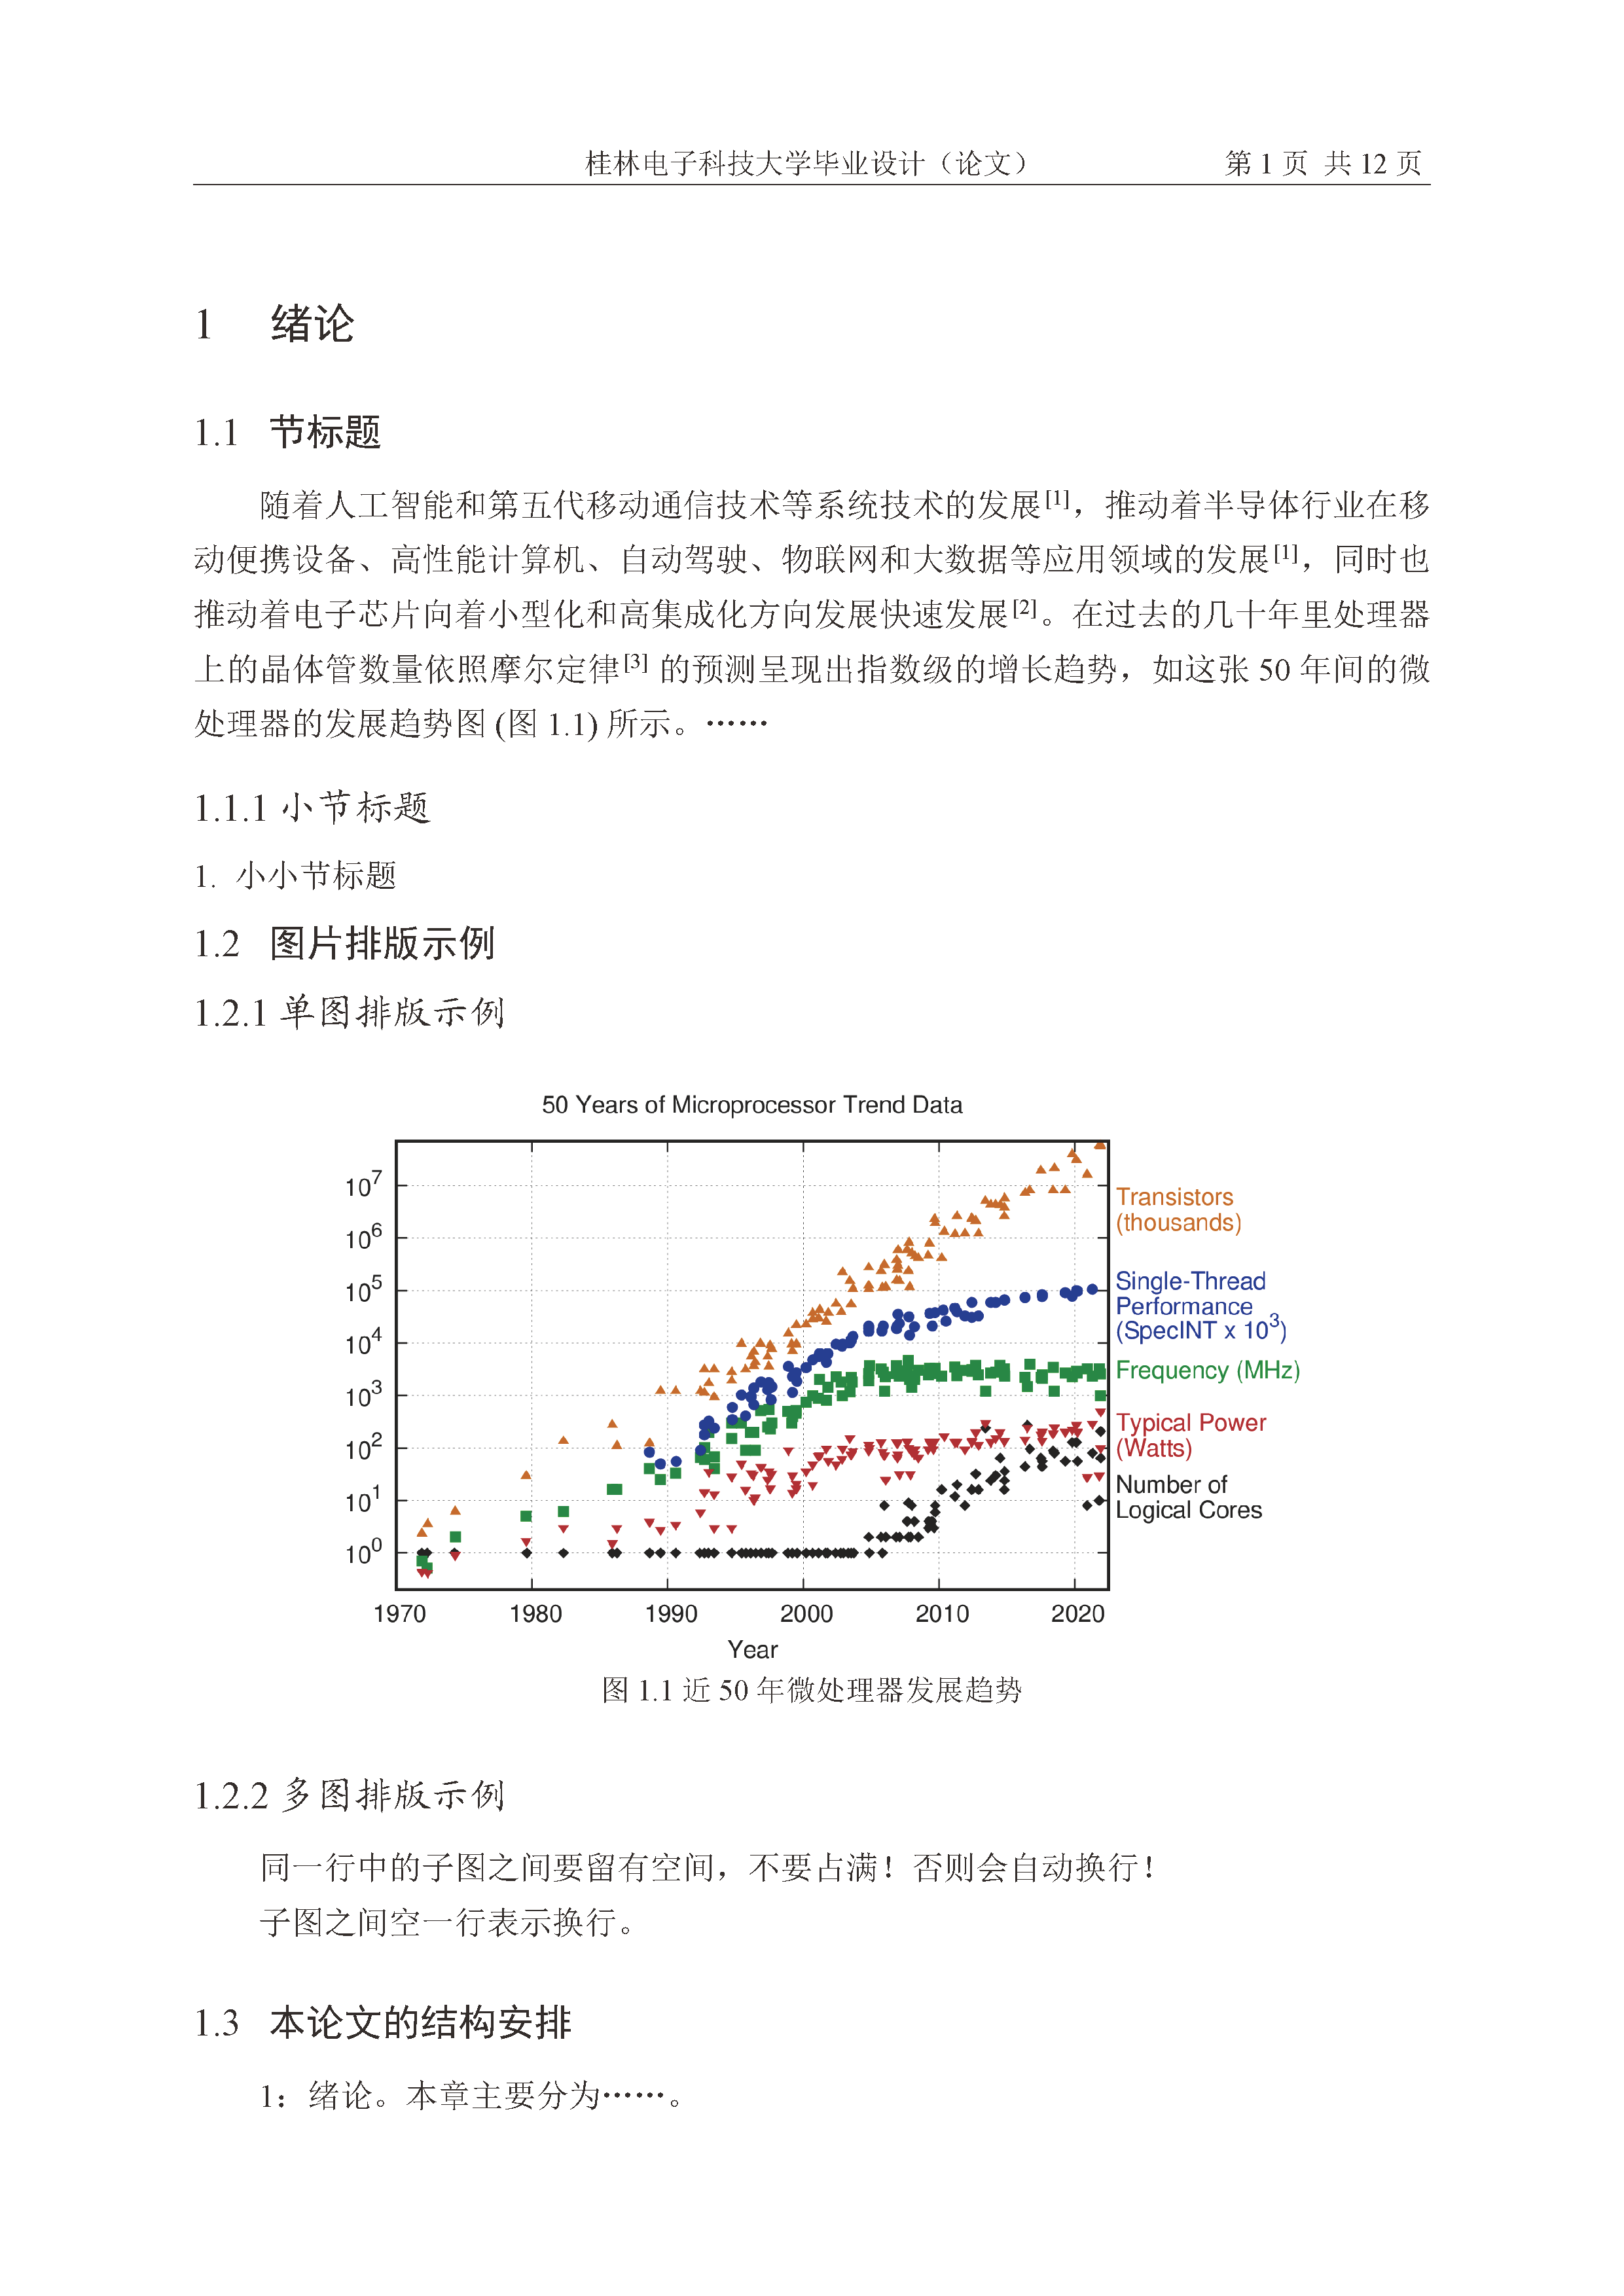 桂林电子科技大学毕业设计（论文） 第 1 页 共 12 页
1 绪论
1.1 节标题
随着人工智能和第五代移动通信技术等系统技术的发展[1]，推动着半导体行业在移
动便携设备、高性能计算机、自动驾驶、物联网和大数据等应用领域的发展[1]，同时也
推动着电子芯片向着小型化和高集成化方向发展快速发展[2]。在过去的几十年里处理器
上的晶体管数量依照摩尔定律[3] 的预测呈现出指数级的增长趋势，如这张 50 年间的微
处理器的发展趋势图 (图 1.1) 所示。……
1.1.1 小节标题
1. 小小节标题
1.2 图片排版示例
1.2.1 单图排版示例
50 Years of Microprocessor Trend Data
10^7
10^6
10^5
10^4
10^3
10^2
10^1
10^0
Transistors
(thousands)
Single-Thread
Performance
(SpecINT x 10^3)
Frequency (MHz)
Typical Power
(Watts)
Number of
Logical Cores
1970 1980 1990 2000 2010 2020
Year
图 1.1 近 50 年微处理器发展趋势
1.2.2 多图排版示例
同一行中的子图之间要留有空间，不要占满！否则会自动换行！
子图之间空一行表示换行。
1.3 本论文的结构安排
1：绪论。本章主要分为……。